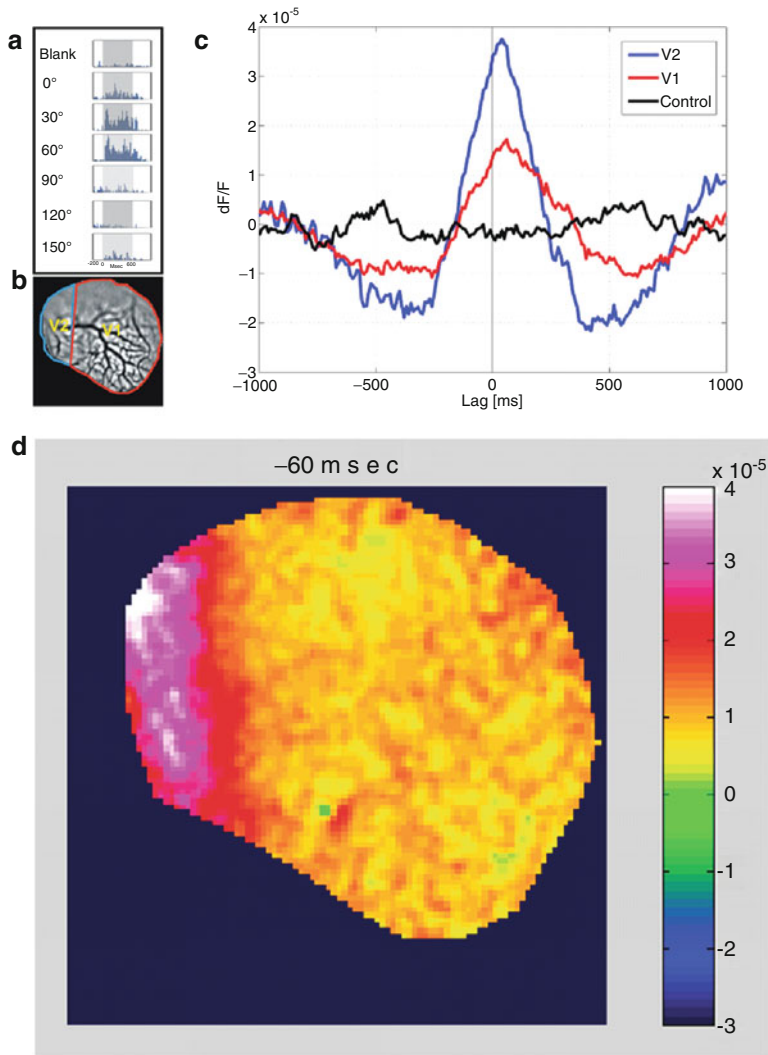 a
Blank
0°
30°
60°
90°
120°
150°
-200 0 Msec 600
b
V2 V1
c
4 x 10⁻⁵
3
2
1
0
−1
−2
−3
dF/F
−1000 −500 0 500 1000
Lag [ms]
V2
V1
Control
d
−60 m s e c
x 10⁻⁵
4
3
2
1
0
-1
-2
-3